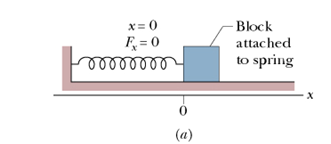 x = 0
Fx = 0
Block
attached
to spring
x
0
(a)